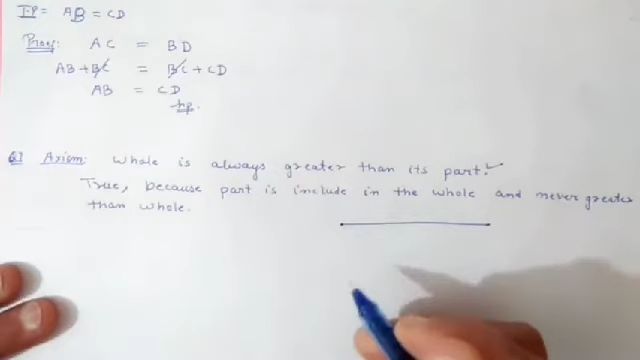 T.P = AB = CD
Proof: AC = BD
AB + BC = BC + CD
AB = CD
hp.
Q7 Axiom: Whole is always greater than its part.
True, because part is include in the whole and never greater
than whole.